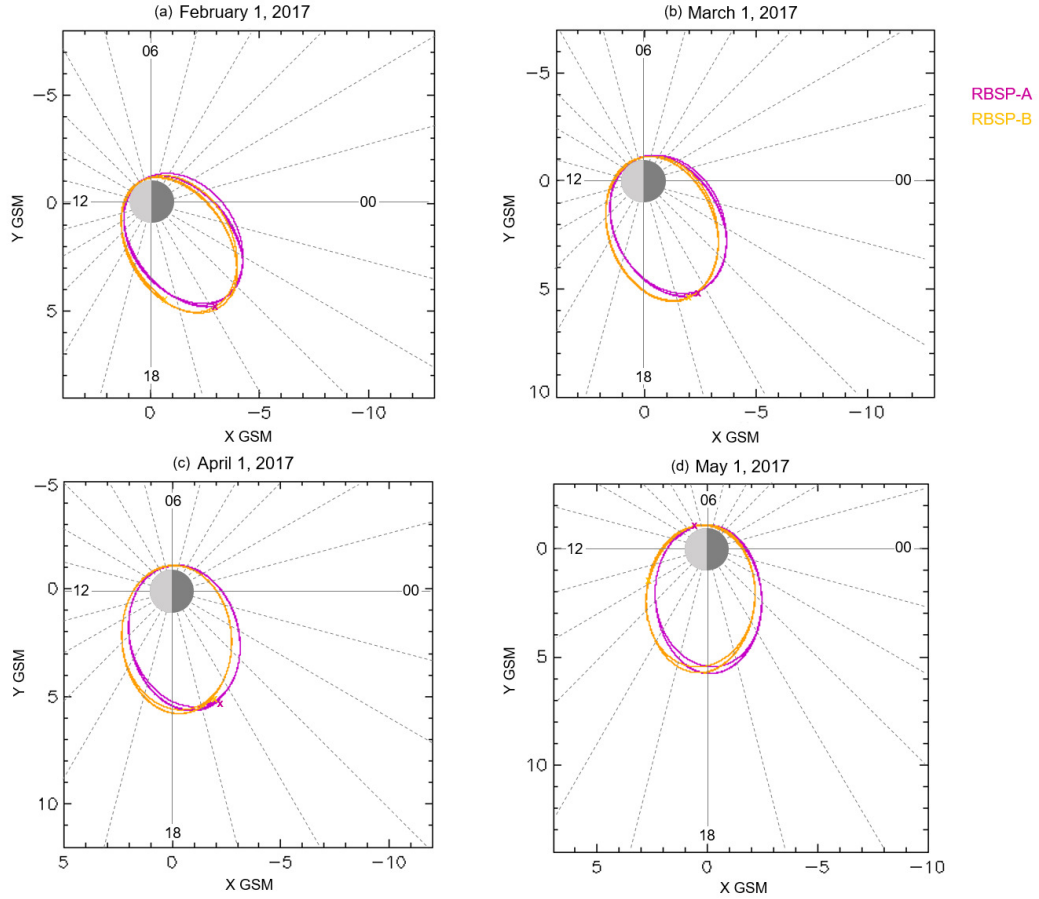 (a) February 1, 2017
(b) March 1, 2017
RBSP-A
RBSP-B
06
−5
0
12
00
5
18
0
−5
−10
Y GSM
X GSM
06
−5
0
12
00
5
10
18
0
−5
−10
Y GSM
X GSM
(c) April 1, 2017
(d) May 1, 2017
−5
06
0
12
00
5
10
18
5
0
−5
−10
Y GSM
X GSM
06
x
0
12
00
5
10
18
5
0
−5
−10
Y GSM
X GSM